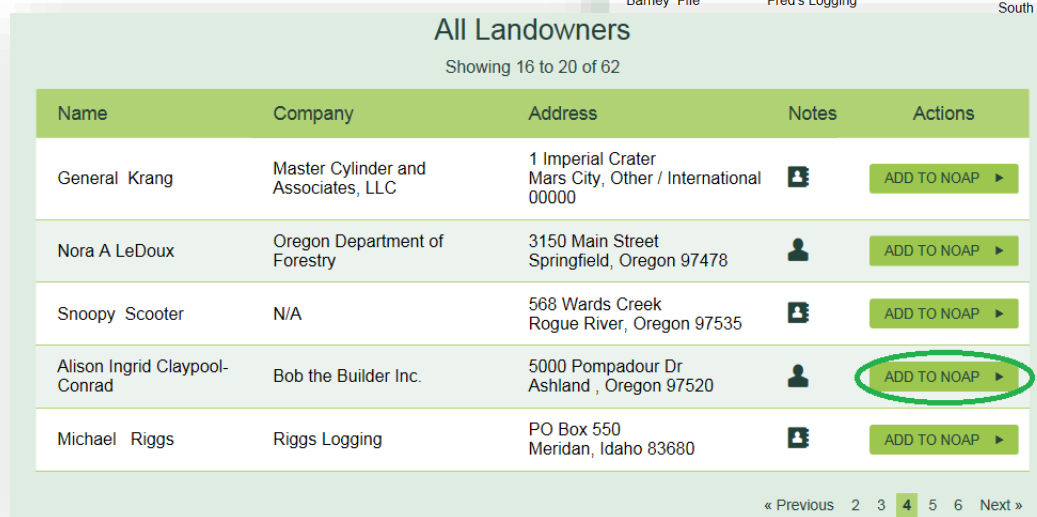 Barney File Fred's Logging
South
All Landowners
Showing 16 to 20 of 62
Name Company Address Notes Actions
General Krang
Master Cylinder and
Associates, LLC
1 Imperial Crater
Mars City, Other / International
00000
ADD TO NOAP
Nora A LeDoux
Oregon Department of
Forestry
3150 Main Street
Springfield, Oregon 97478
ADD TO NOAP
Snoopy Scooter
N/A
568 Wards Creek
Rogue River, Oregon 97535
ADD TO NOAP
Alison Ingrid Claypool-
Conrad
Bob the Builder Inc.
5000 Pompadour Dr
Ashland , Oregon 97520
ADD TO NOAP
Michael Riggs
Riggs Logging
PO Box 550
Meridan, Idaho 83680
ADD TO NOAP
« Previous 2 3 4 5 6 Next »